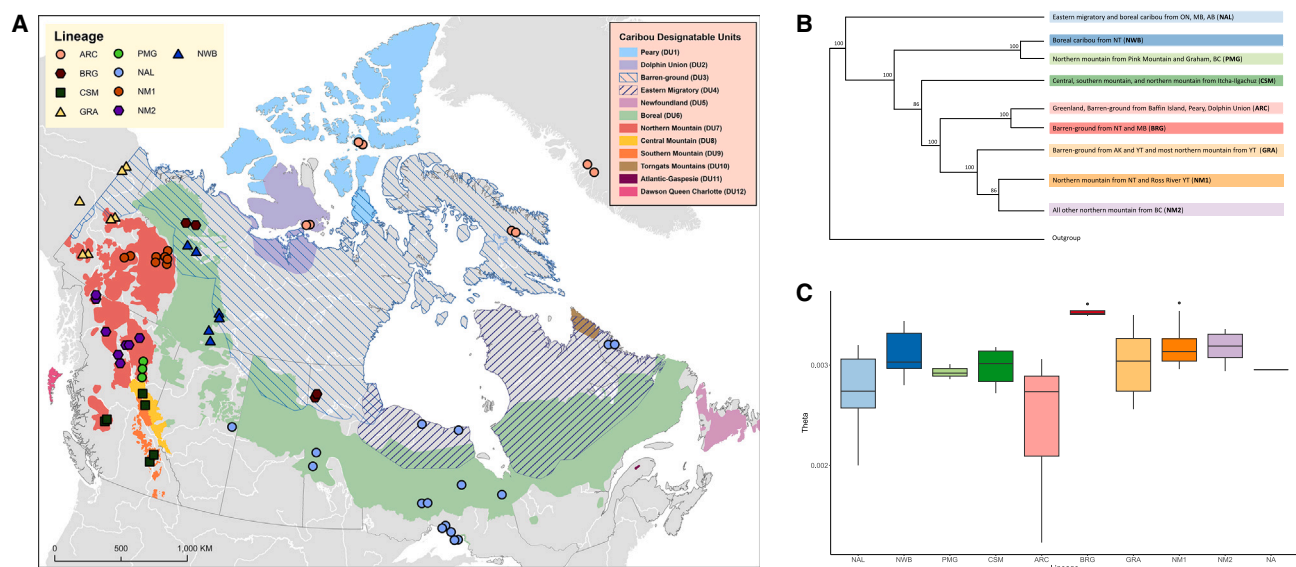 A
Lineage
ARC
PMG
NWB
BRG
NAL
CSM
NM1
GRA
NM2
Caribou Designatable Units
Peary (DU1)
Dolphin Union (DU2)
Barren-ground (DU3)
Eastern Migratory (DU4)
Newfoundland (DU5)
Boreal (DU6)
Northern Mountain (DU7)
Central Mountain (DU8)
Southern Mountain (DU9)
Torngats Mountains (DU10)
Atlantic-Gaspesie (DU11)
Dawson Queen Charlotte (DU12)
0 500 1,000 KM
B
Eastern migratory and boreal caribou from ON, MB, AB (NAL)
100
100
Boreal caribou from NT (NWB)
Northern mountain from Pink Mountain and Graham, BC (PMG)
100
Central, southern mountain, and northern mountain from Itcha-Ilgachuz (CSM)
86
Greenland, Barren-ground from Baffin Island, Peary, Dolphin Union (ARC)
100
Barren-ground from NT and MB (BRG)
100
Barren-ground from AK and YT and most northern mountain from YT (GRA)
100
Northern mountain from NT and Ross River YT (NM1)
86
All other northern mountain from BC (NM2)
Outgroup
C
Theta
0.003
0.002
NAL NWB PMG CSM ARC BRG GRA NM1 NM2 NA